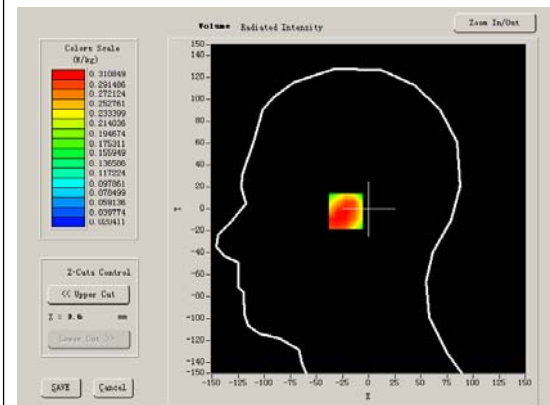 Volume Radiated Intensity
Zoom In/Out
Colors Scale
(W/kg)
0.310849
0.291486
0.272124
0.252761
0.233399
0.214036
0.194674
0.175311
0.155949
0.136586
0.117224
0.097861
0.078499
0.059136
0.039774
0.020411
Z-Cuts Control
<< Upper Cut
mm
Lower Cut >>
SAVE
Cancel
150
140
120
100
80
60
40
20
0
-20
-40
-60
-80
-100
-120
-140
-150
Y
-150 -125 -100 -75 -50 -25 0 25 50 75 100 125 150
X